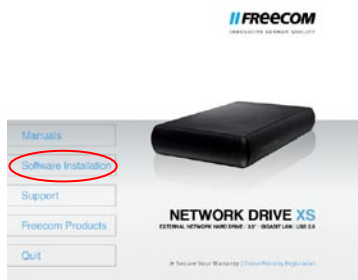 FREECOM
INNOVATIVE GERMAN QUALITY
Manuals
Software Installation
Support
Freecom Products
Quit
NETWORK DRIVE XS
EXTERNAL NETWORK HARD DRIVE / 3.5" / GIGABIT LAN / USB 2.0
Secure Your Warranty | Online Warranty Registration